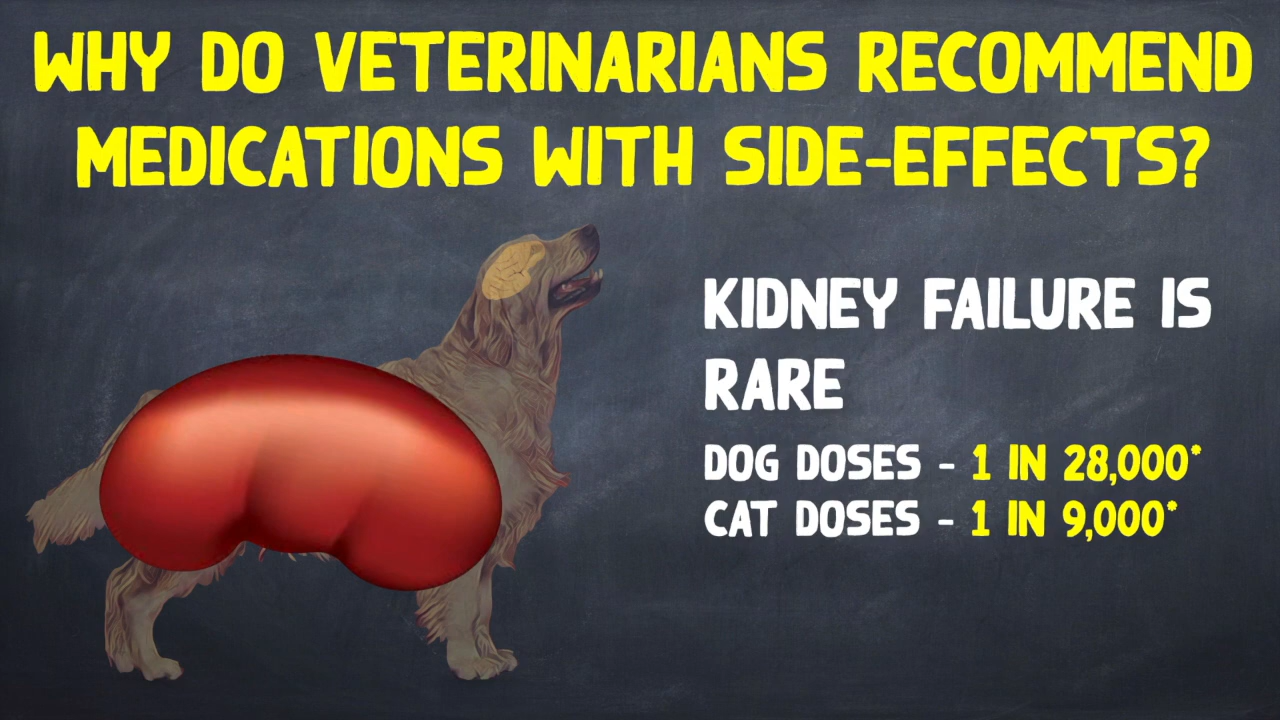 WHY DO VETERINARIANS RECOMMEND
MEDICATIONS WITH SIDE-EFFECTS?
KIDNEY FAILURE IS
RARE
DOG DOSES - 1 IN 28,000*
CAT DOSES - 1 IN 9,000*